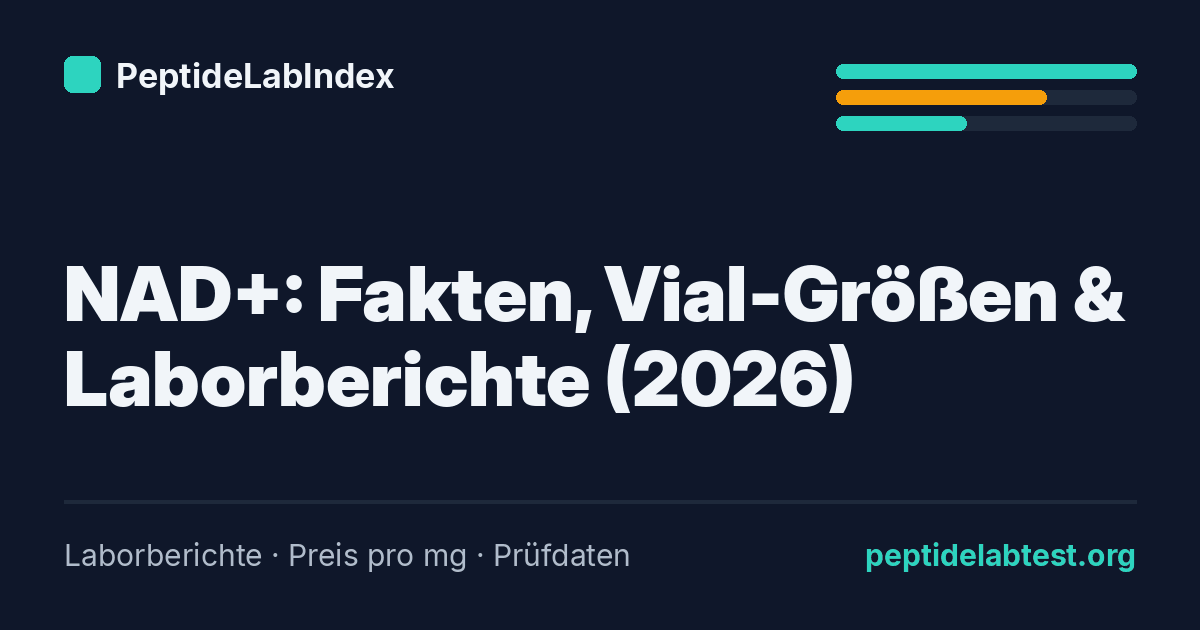 PeptideLabIndex
NAD+: Fakten, Vial-Größen &
Laborberichte (2026)
Laborberichte · Preis pro mg · Prüfdaten
peptidelabtest.org